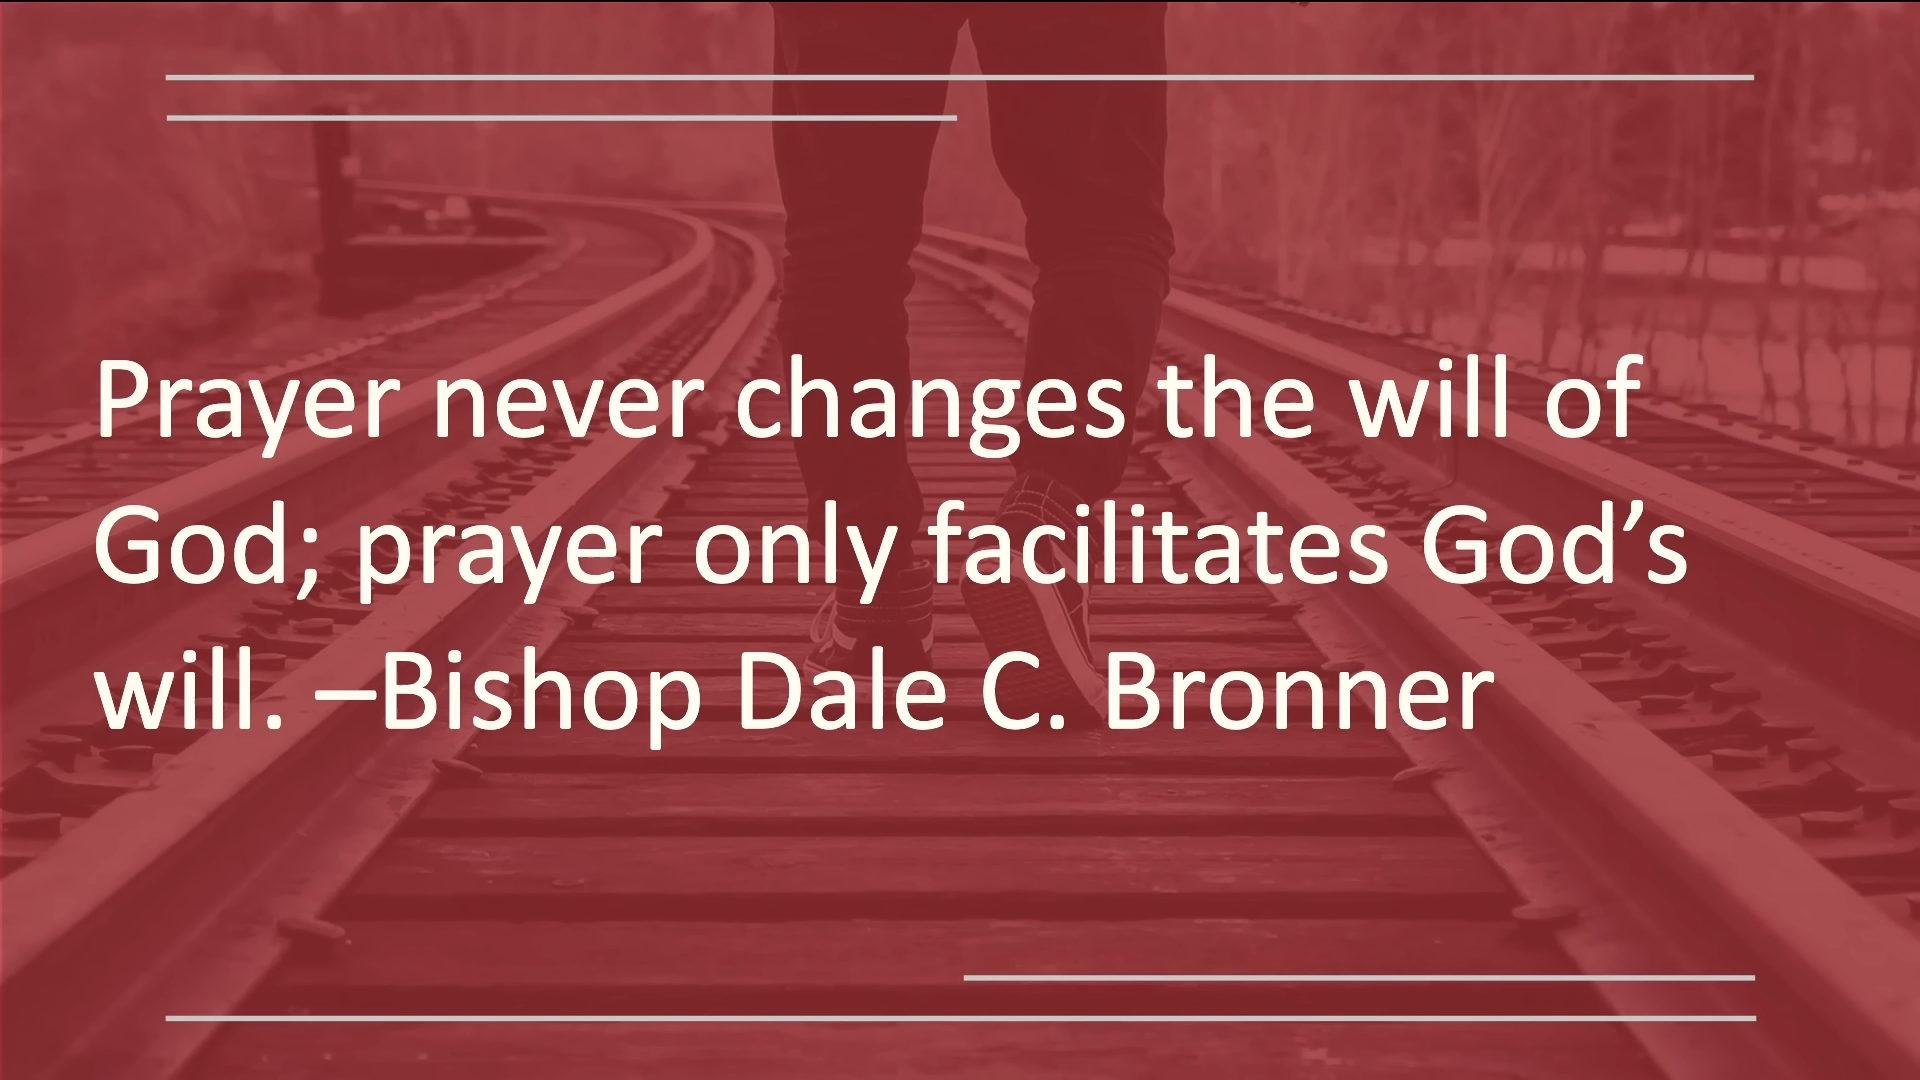 Prayer never changes the will of
God; prayer only facilitates God’s
will. –Bishop Dale C. Bronner